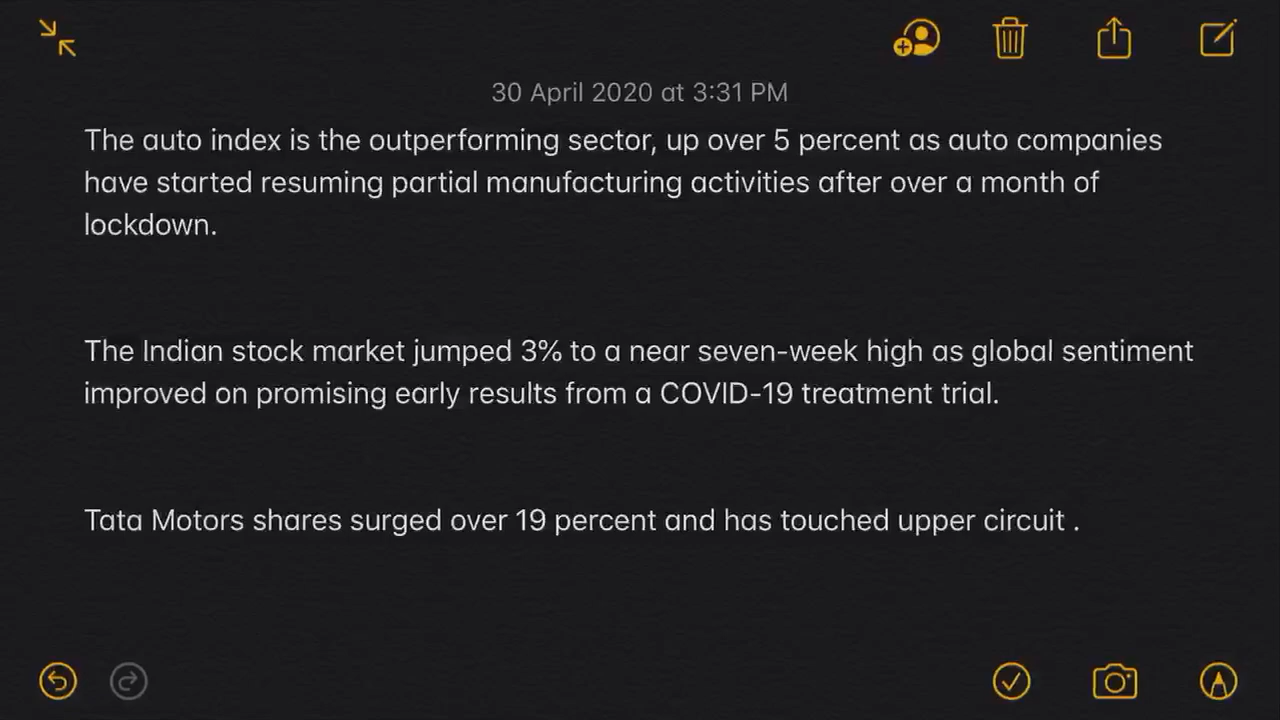 30 April 2020 at 3:31 PM
The auto index is the outperforming sector, up over 5 percent as auto companies
have started resuming partial manufacturing activities after over a month of
lockdown.
The Indian stock market jumped 3% to a near seven-week high as global sentiment
improved on promising early results from a COVID-19 treatment trial.
Tata Motors shares surged over 19 percent and has touched upper circuit .